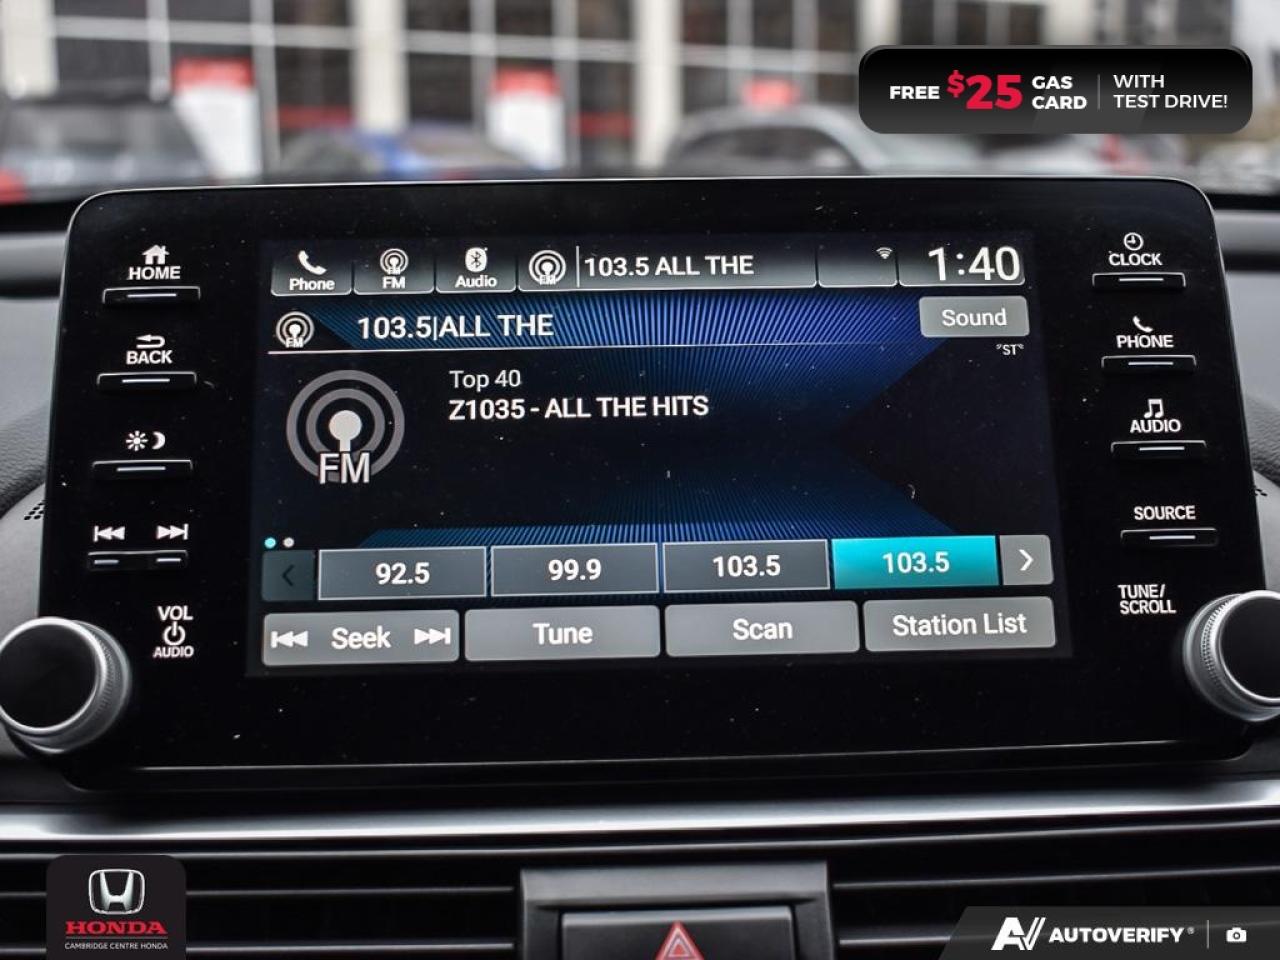 FREE $25 GAS CARD WITH TEST DRIVE!
HOME
BACK
VOL
AUDIO
Phone
FM
Audio
FM
103.5 ALL THE
1:40
FM
103.5|ALL THE
Sound
ST
FM
Top 40
Z1035 - ALL THE HITS
92.5
99.9
103.5
103.5
Seek
Tune
Scan
Station List
CLOCK
PHONE
AUDIO
SOURCE
TUNE/
SCROLL
HONDA
CAMBRIDGE CENTRE HONDA
AV AUTOVERIFY®